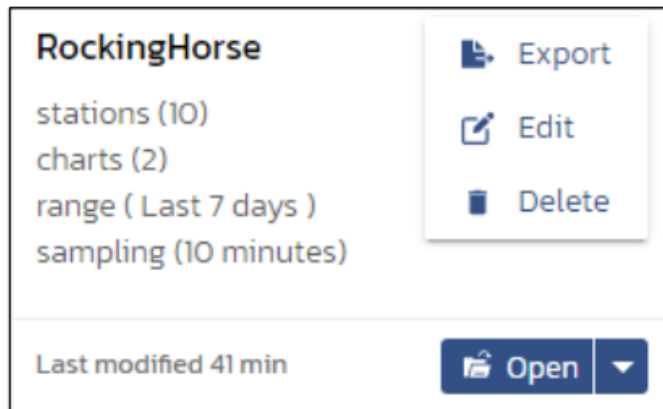 RockingHorse
stations (10)
charts (2)
range ( Last 7 days )
sampling (10 minutes)
Export
Edit
Delete
Last modified 41 min
Open